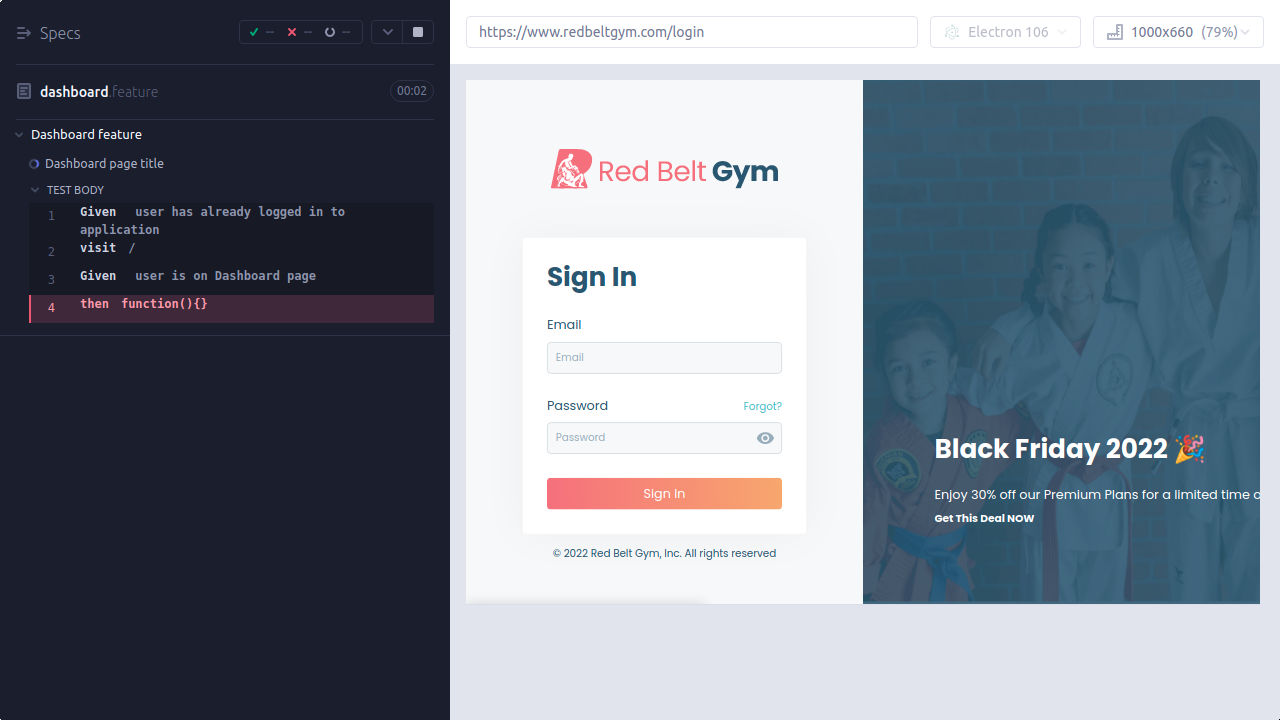 Specs
✓ -- ✕ -- --
dashboard.feature
00:02
Dashboard feature
Dashboard page title
TEST BODY
1 Given user has already logged in to
application
2 visit /
3 Given user is on Dashboard page
4 then function(){}
https://www.redbeltgym.com/login
Electron 106
1000x660 (79%)
Red Belt Gym
Sign In
Email
Email
Password
Forgot?
Password
Sign In
© 2022 Red Belt Gym, Inc. All rights reserved
Black Friday 2022 🎉
Enjoy 30% off our Premium Plans for a limited time o
Get This Deal NOW